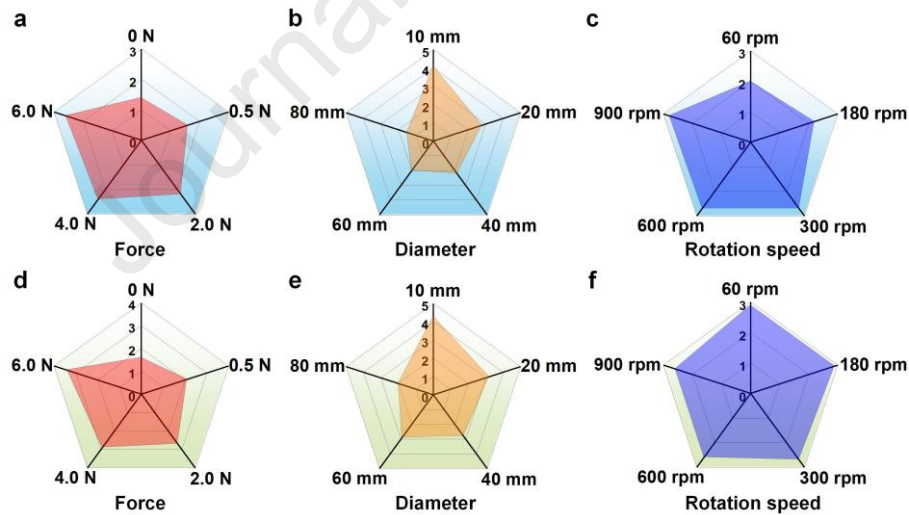 a
0 N
3
2
1
0
0.5 N
2.0 N
4.0 N
6.0 N
Force
b
10 mm
5
4
3
2
1
0
20 mm
40 mm
60 mm
80 mm
Diameter
c
60 rpm
3
2
1
0
180 rpm
300 rpm
600 rpm
900 rpm
Rotation speed
d
0 N
4
3
2
1
0
0.5 N
2.0 N
4.0 N
6.0 N
Force
e
10 mm
5
4
3
2
1
0
20 mm
40 mm
60 mm
80 mm
Diameter
f
60 rpm
3
2
1
0
180 rpm
300 rpm
600 rpm
900 rpm
Rotation speed
Journal